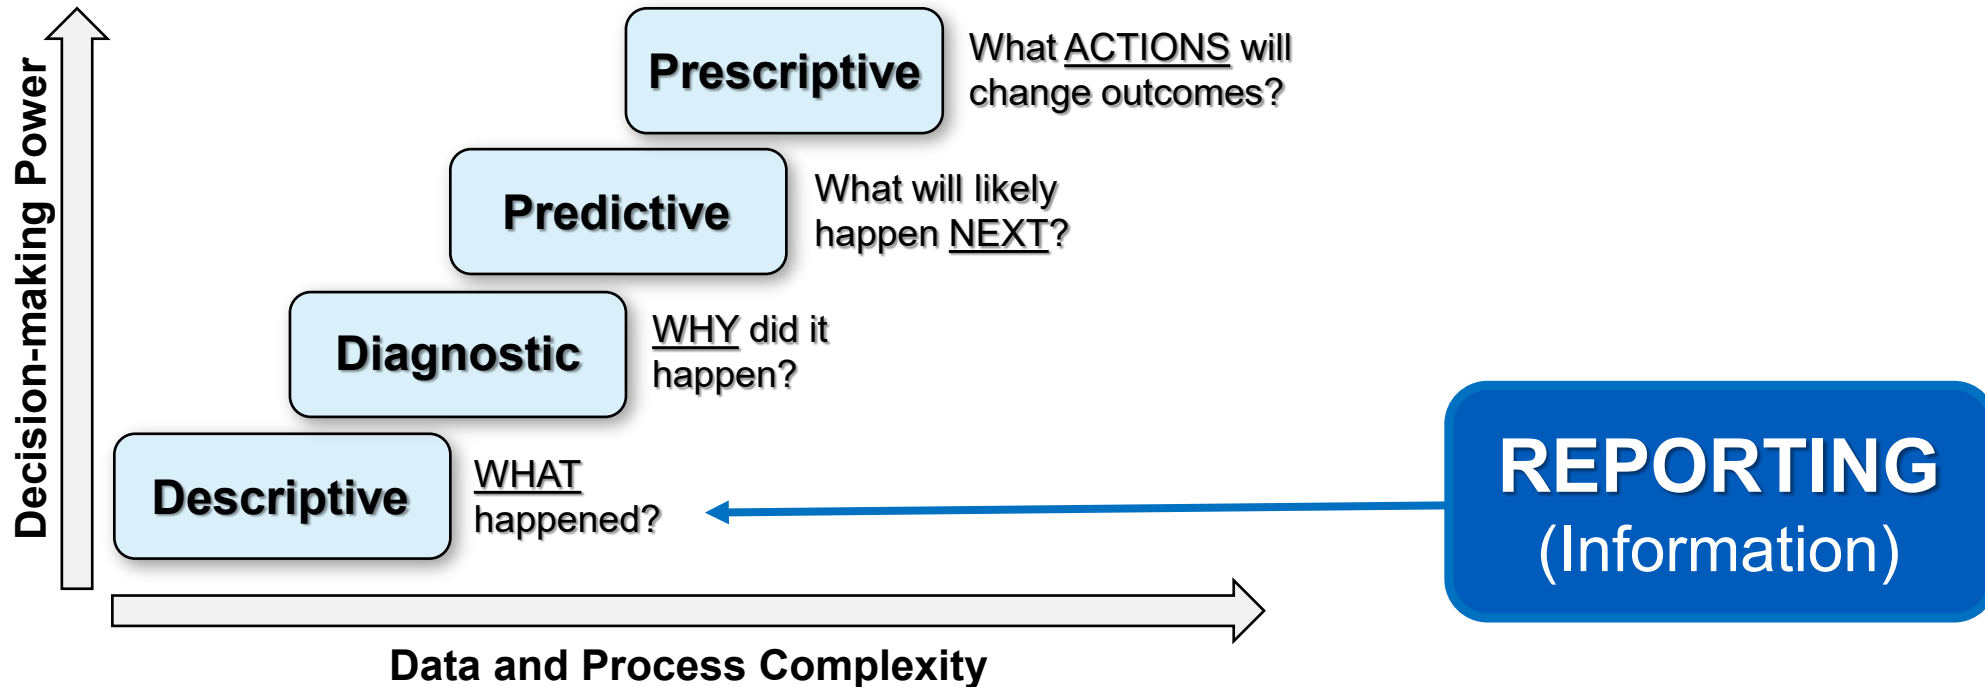 Decision-making Power
Prescriptive
What ACTIONS will
change outcomes?
Predictive
What will likely
happen NEXT?
Diagnostic
WHY did it
happen?
Descriptive
WHAT
happened?
REPORTING
(Information)
Data and Process Complexity